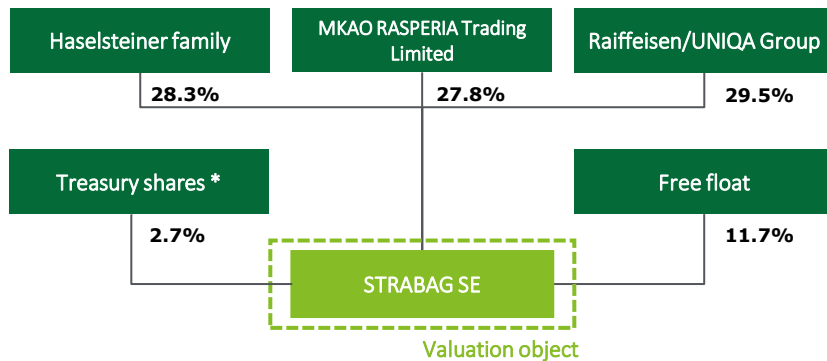 Haselsteiner family
MKAO RASPERIA Trading
Limited
Raiffeisen/UNIQA Group
28.3%
27.8%
29.5%
Treasury shares *
Free float
2.7%
11.7%
STRABAG SE
Valuation object